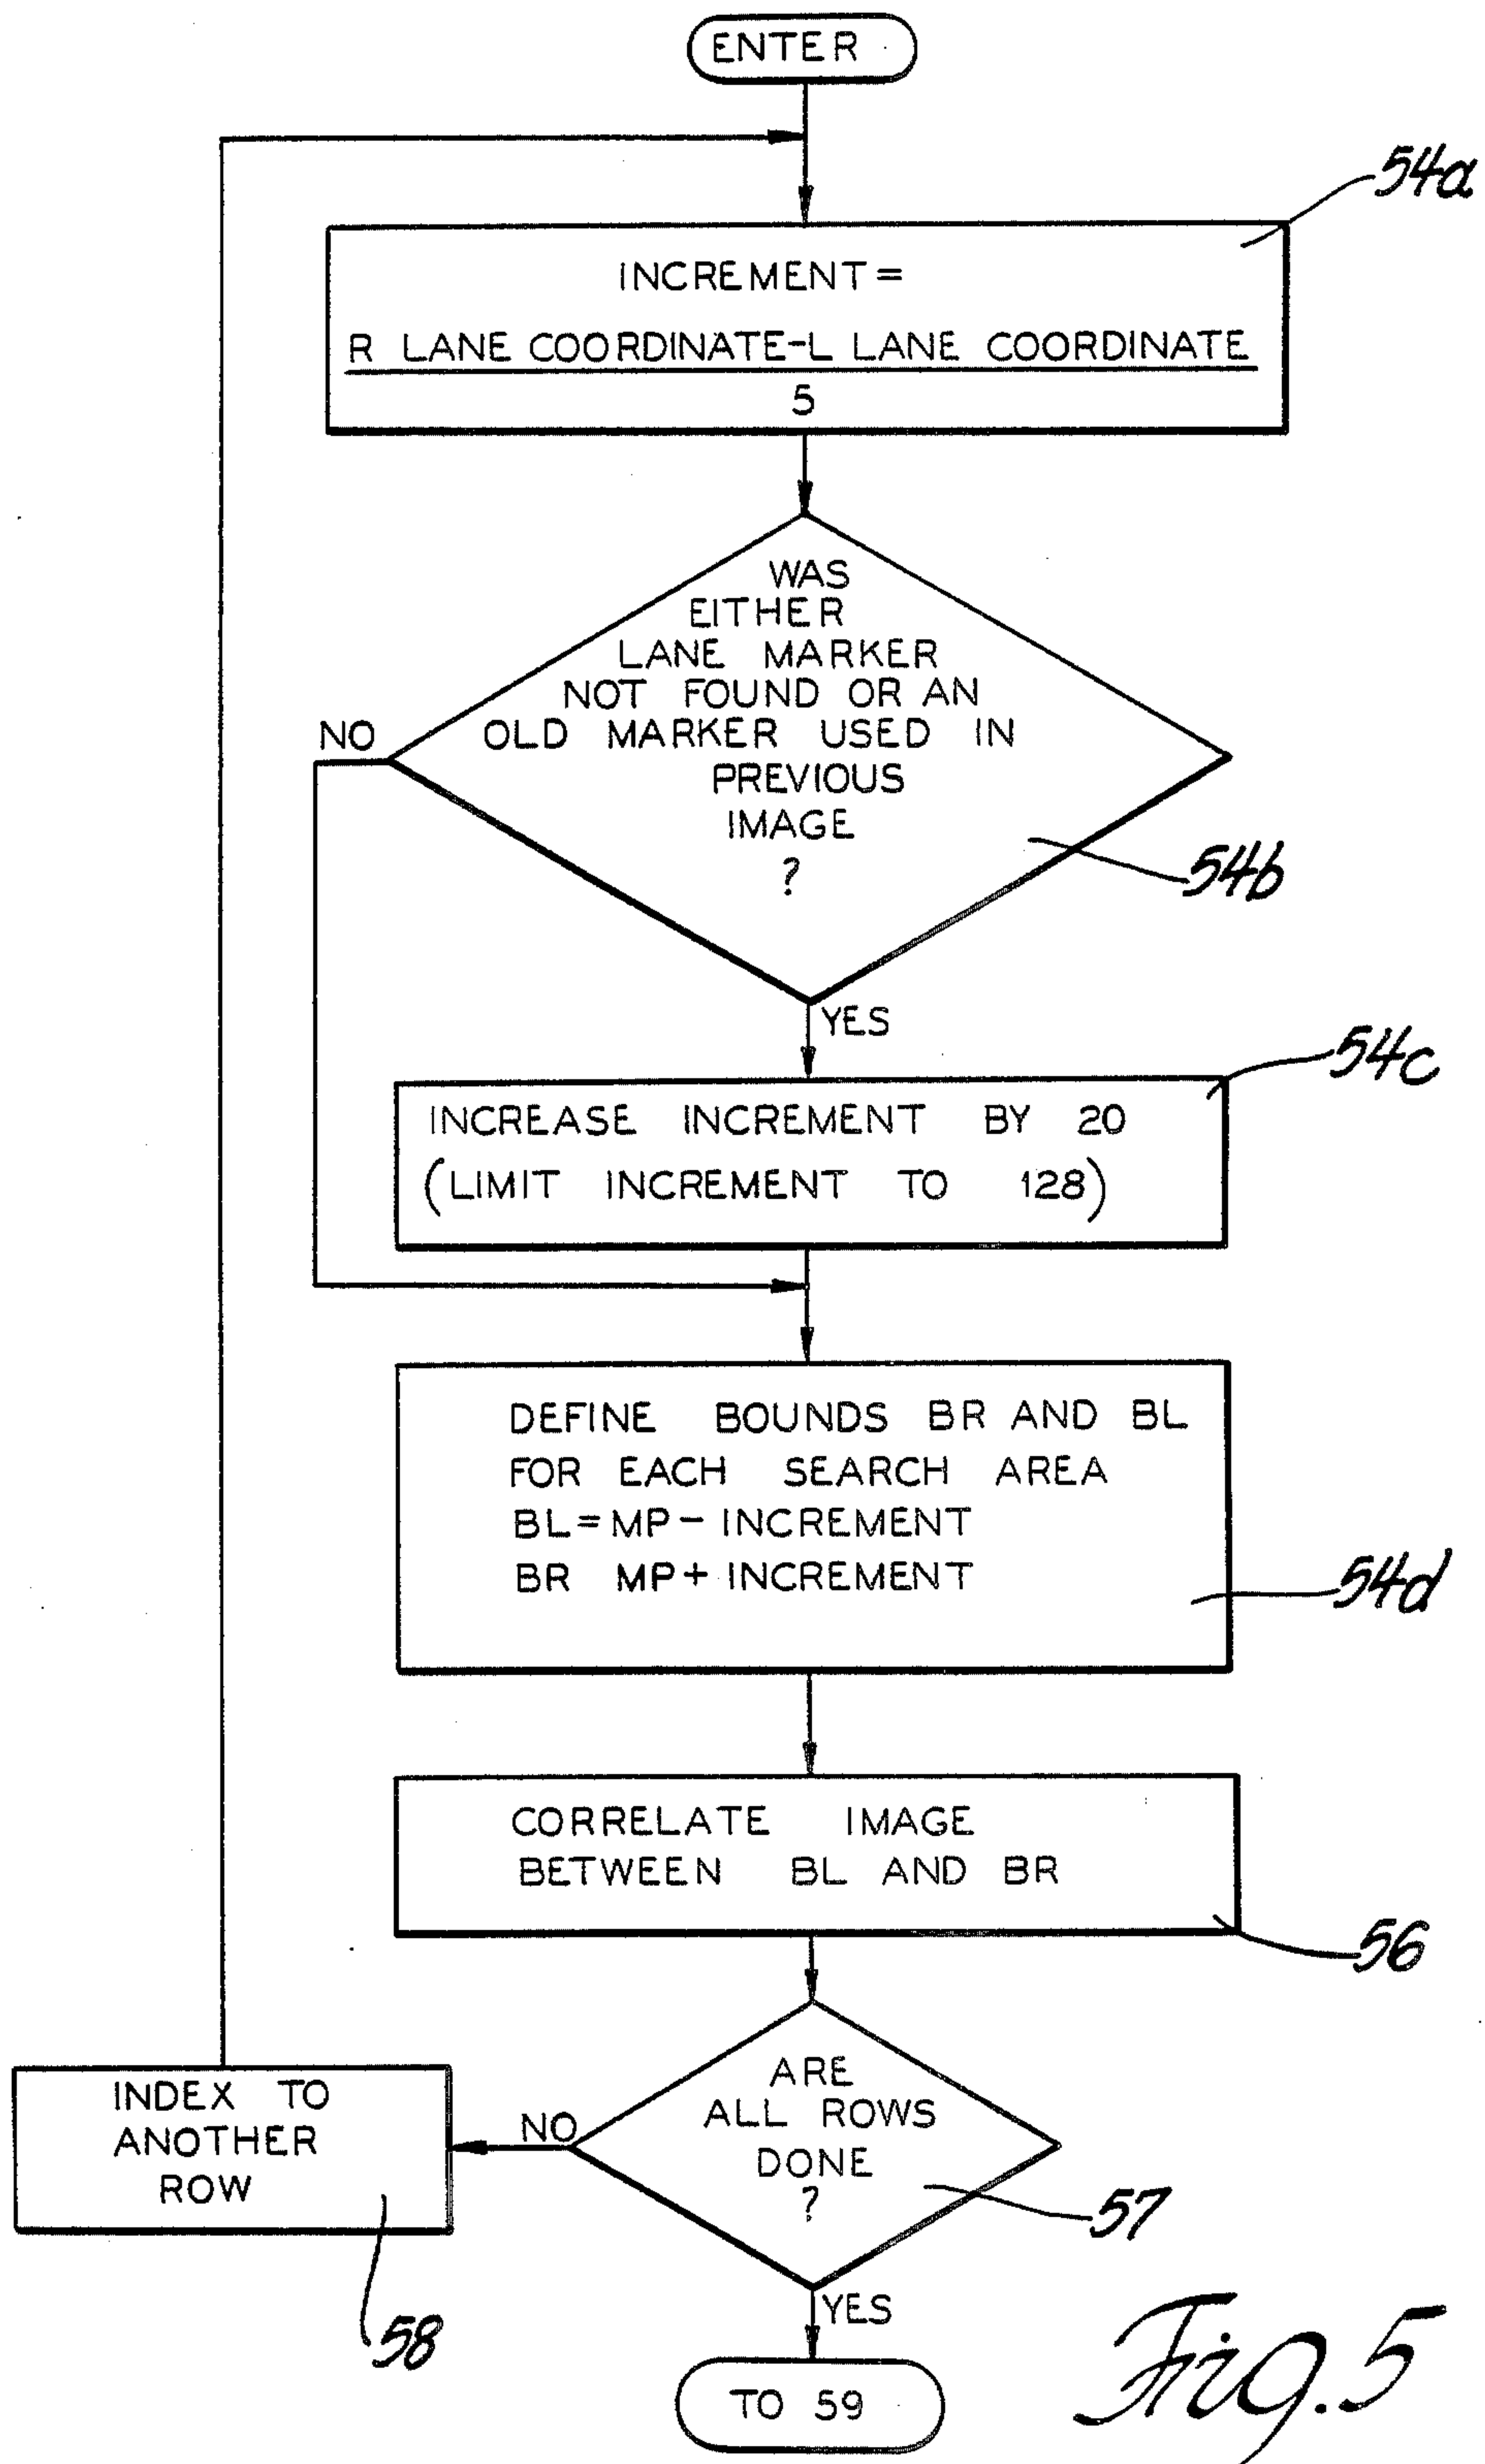 ENTER
54a
INCREMENT=
R LANE COORDINATE-L LANE COORDINATE
5
WAS
EITHER
LANE MARKER
NOT FOUND OR AN
NO
OLD MARKER USED IN
PREVIOUS
IMAGE
?
54b
YES
54c
INCREASE INCREMENT BY 20
(LIMIT INCREMENT TO 128)
DEFINE BOUNDS BR AND BL
FOR EACH SEARCH AREA
BL=MP-INCREMENT
BR MP+INCREMENT
54d
CORRELATE IMAGE
BETWEEN BL AND BR
56
ARE
ALL ROWS
DONE
?
NO
57
INDEX TO
ANOTHER
ROW
58
YES
TO 59
Fig. 5